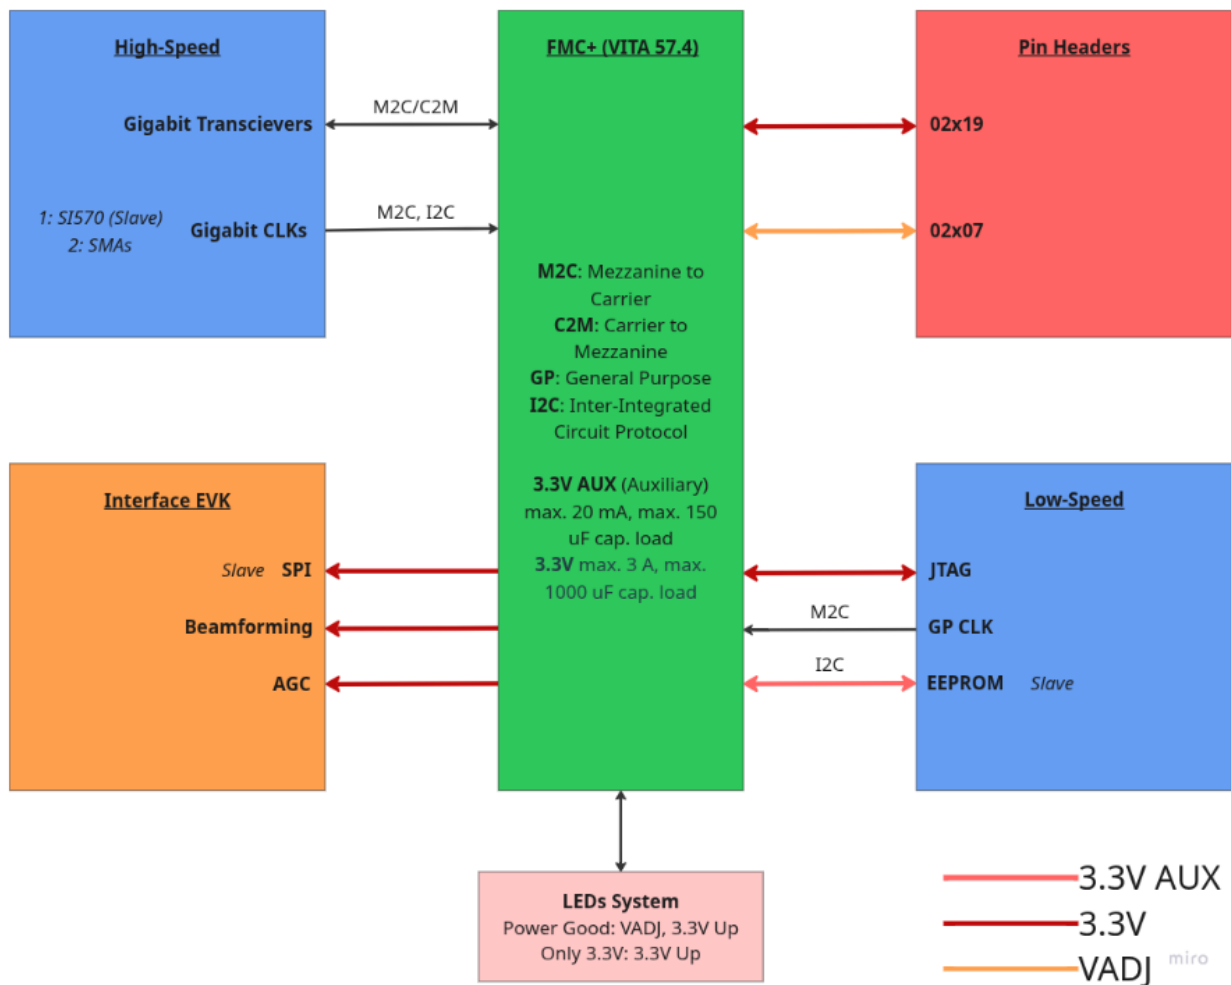 High-Speed
Gigabit Transcievers
1: SI570 (Slave)
2: SMAs
Gigabit CLKs
M2C/C2M
M2C, I2C
FMC+ (VITA 57.4)
M2C: Mezzanine to
Carrier
C2M: Carrier to
Mezzanine
GP: General Purpose
I2C: Inter-Integrated
Circuit Protocol
3.3V AUX (Auxiliary)
max. 20 mA, max. 150
uF cap. load
3.3V max. 3 A, max.
1000 uF cap. load
Pin Headers
02x19
02x07
Interface EVK
Slave SPI
Beamforming
AGC
Low-Speed
JTAG
M2C
GP CLK
I2C
EEPROM Slave
LEDs System
Power Good: VADJ, 3.3V Up
Only 3.3V: 3.3V Up
3.3V AUX
3.3V
VADJ
miro